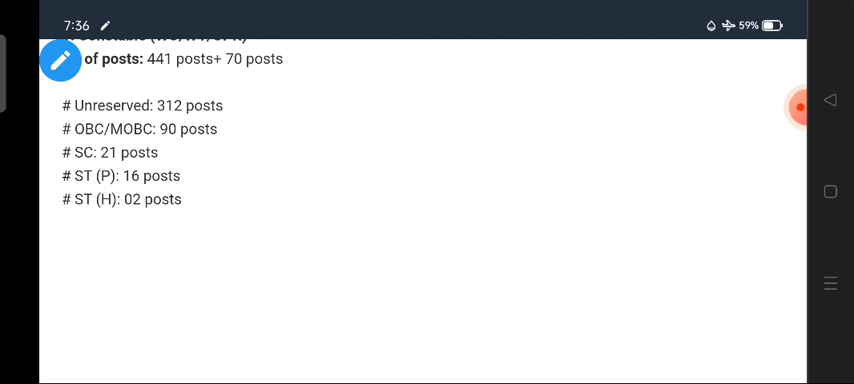 7:36 59%
of posts: 441 posts+ 70 posts
# Unreserved: 312 posts
# OBC/MOBC: 90 posts
# SC: 21 posts
# ST (P): 16 posts
# ST (H): 02 posts